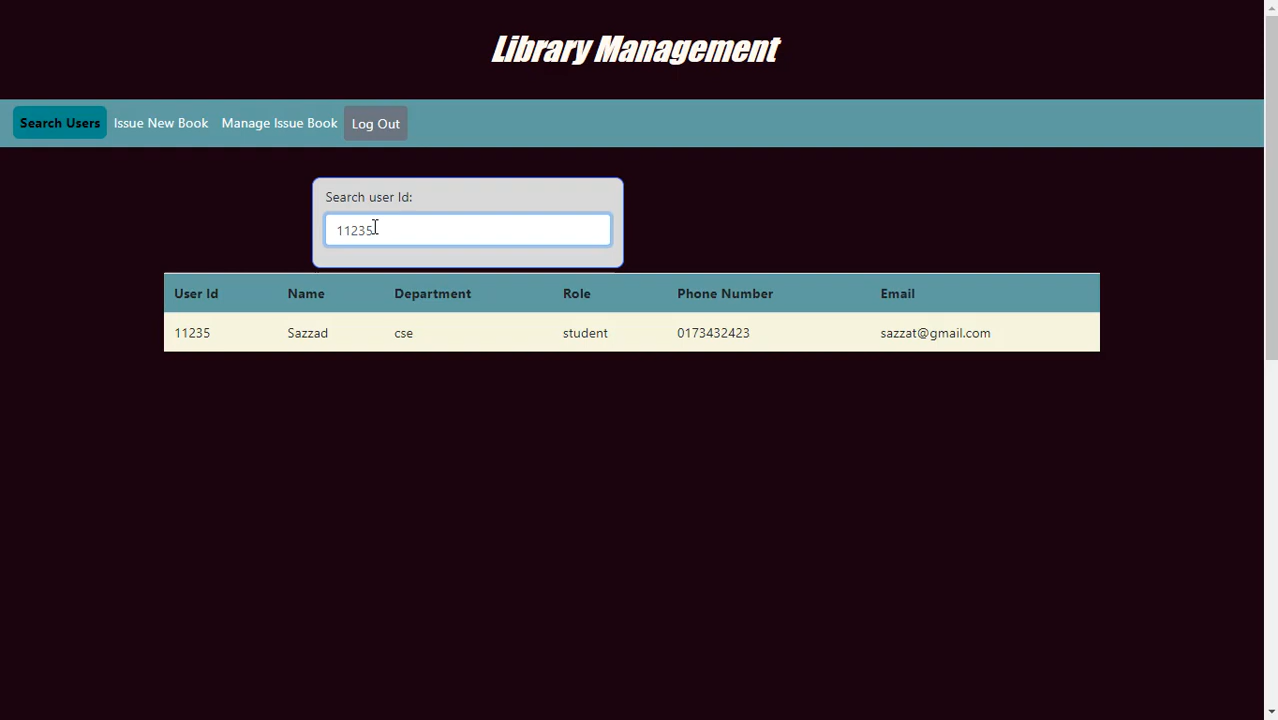 Library Management
Search Users Issue New Book Manage Issue Book Log Out
Search user Id:
11235
User Id Name Department Role Phone Number Email
11235 Sazzad cse student 0173432423 sazzat@gmail.com